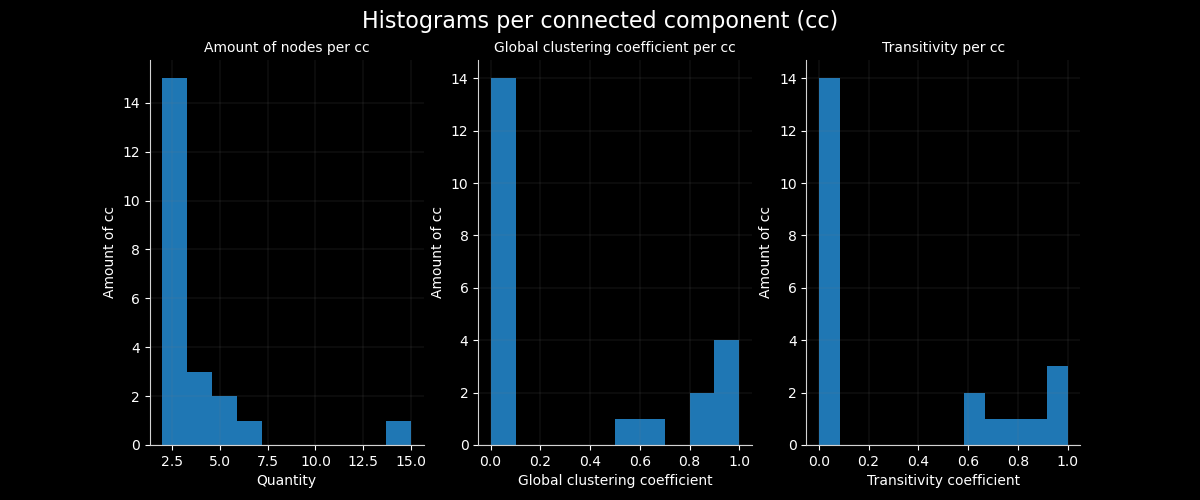 Histograms per connected component (cc)
Amount of nodes per cc
Amount of cc
14
12
10
8
6
4
2
0
2.5 5.0 7.5 10.0 12.5 15.0
Quantity
Global clustering coefficient per cc
Amount of cc
14
12
10
8
6
4
2
0
0.0 0.2 0.4 0.6 0.8 1.0
Global clustering coefficient
Transitivity per cc
Amount of cc
14
12
10
8
6
4
2
0
0.0 0.2 0.4 0.6 0.8 1.0
Transitivity coefficient